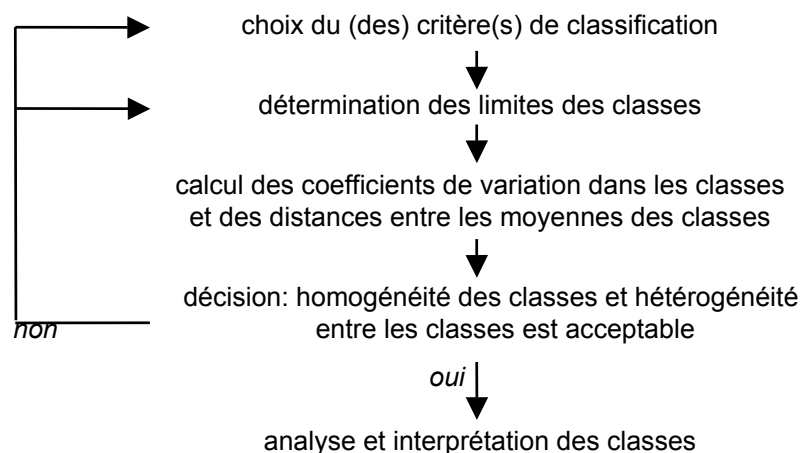 choix du (des) critère(s) de classification
détermination des limites des classes
calcul des coefficients de variation dans les classes
et des distances entre les moyennes des classes
décision: homogénéité des classes et hétérogénéité
entre les classes est acceptable
non
oui
analyse et interprétation des classes